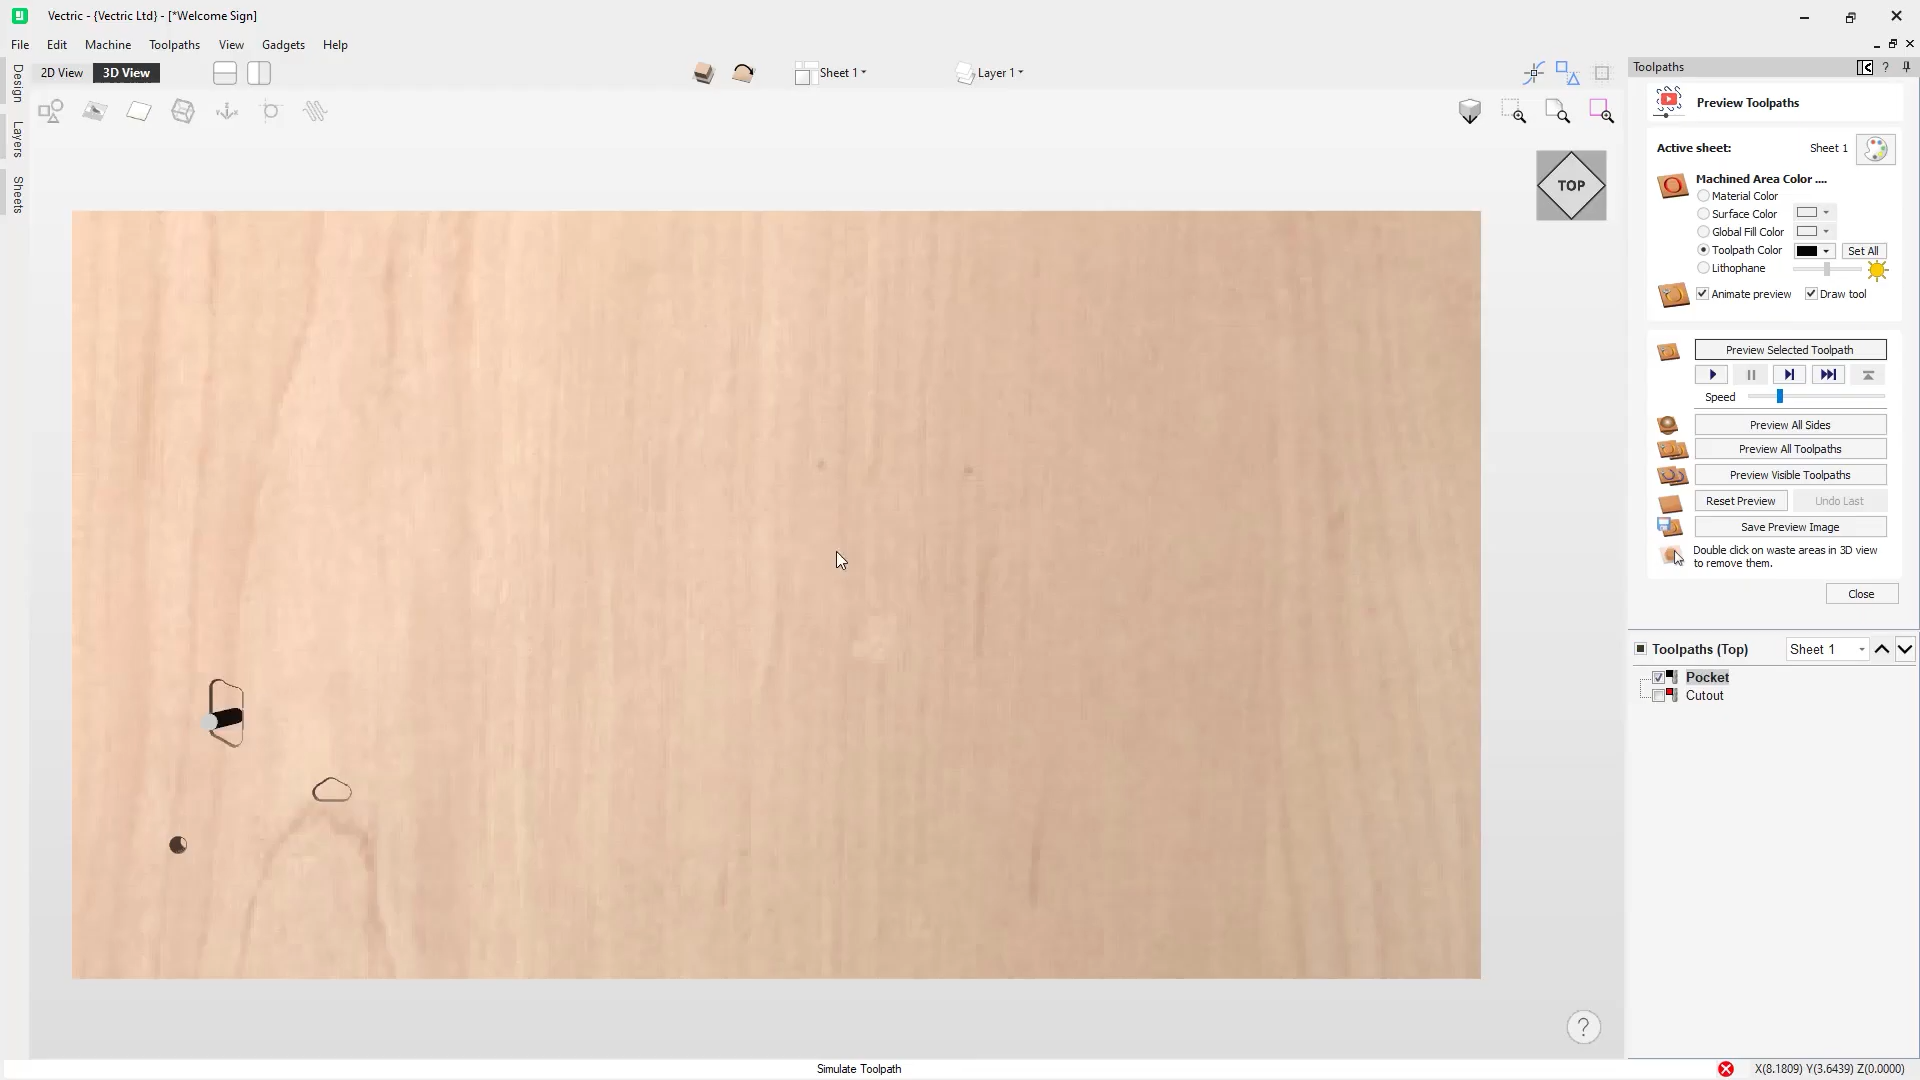 Vectric - {Vectric Ltd} - [*Welcome Sign]
File Edit Machine Toolpaths View Gadgets Help
2D View 3D View Sheet 1 Layer 1
Design
Layers
Sheets
TOP
Toolpaths ?
Preview Toolpaths
Active sheet: Sheet 1
Machined Area Color ....
Material Color
Surface Color
Global Fill Color
Toolpath Color Set All
Lithophane
Animate preview Draw tool
Preview Selected Toolpath
Speed
Preview All Sides
Preview All Toolpaths
Preview Visible Toolpaths
Reset Preview Undo Last
Save Preview Image
Double click on waste areas in 3D view
to remove them.
Close
Toolpaths (Top) Sheet 1
Pocket
Cutout
?
Simulate Toolpath
X(8.1809) Y(3.6439) Z(0.0000)